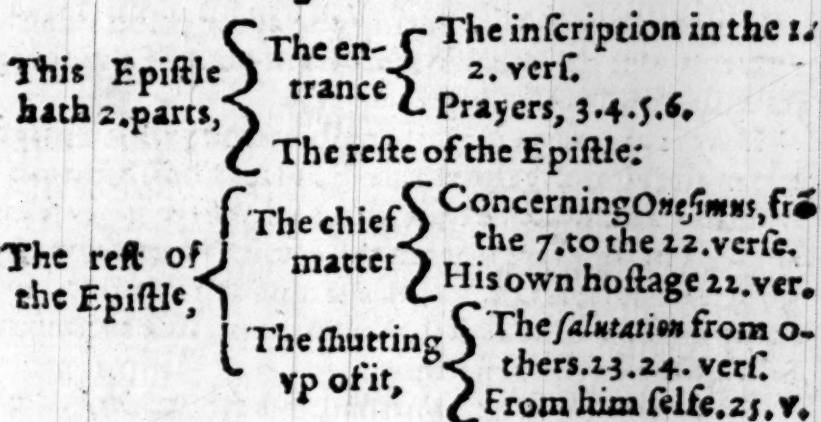 This Epiſtle
hath 2.parts,
The en-
trance
The inſcription in the 1.
2. verſ.
Prayers, 3.4.5.6.
The reſte of the Epiſtle:
The reſt of
the Epiſtle,
The chief
matter
Concerning Oneſimus, frõ
the 7.to the 22.verſe.
His own hoſtage 22.ver.
The ſhutting
vp of it,
The ſalutation from o-
thers.23.24. verſ.
From him ſelfe.25.v.